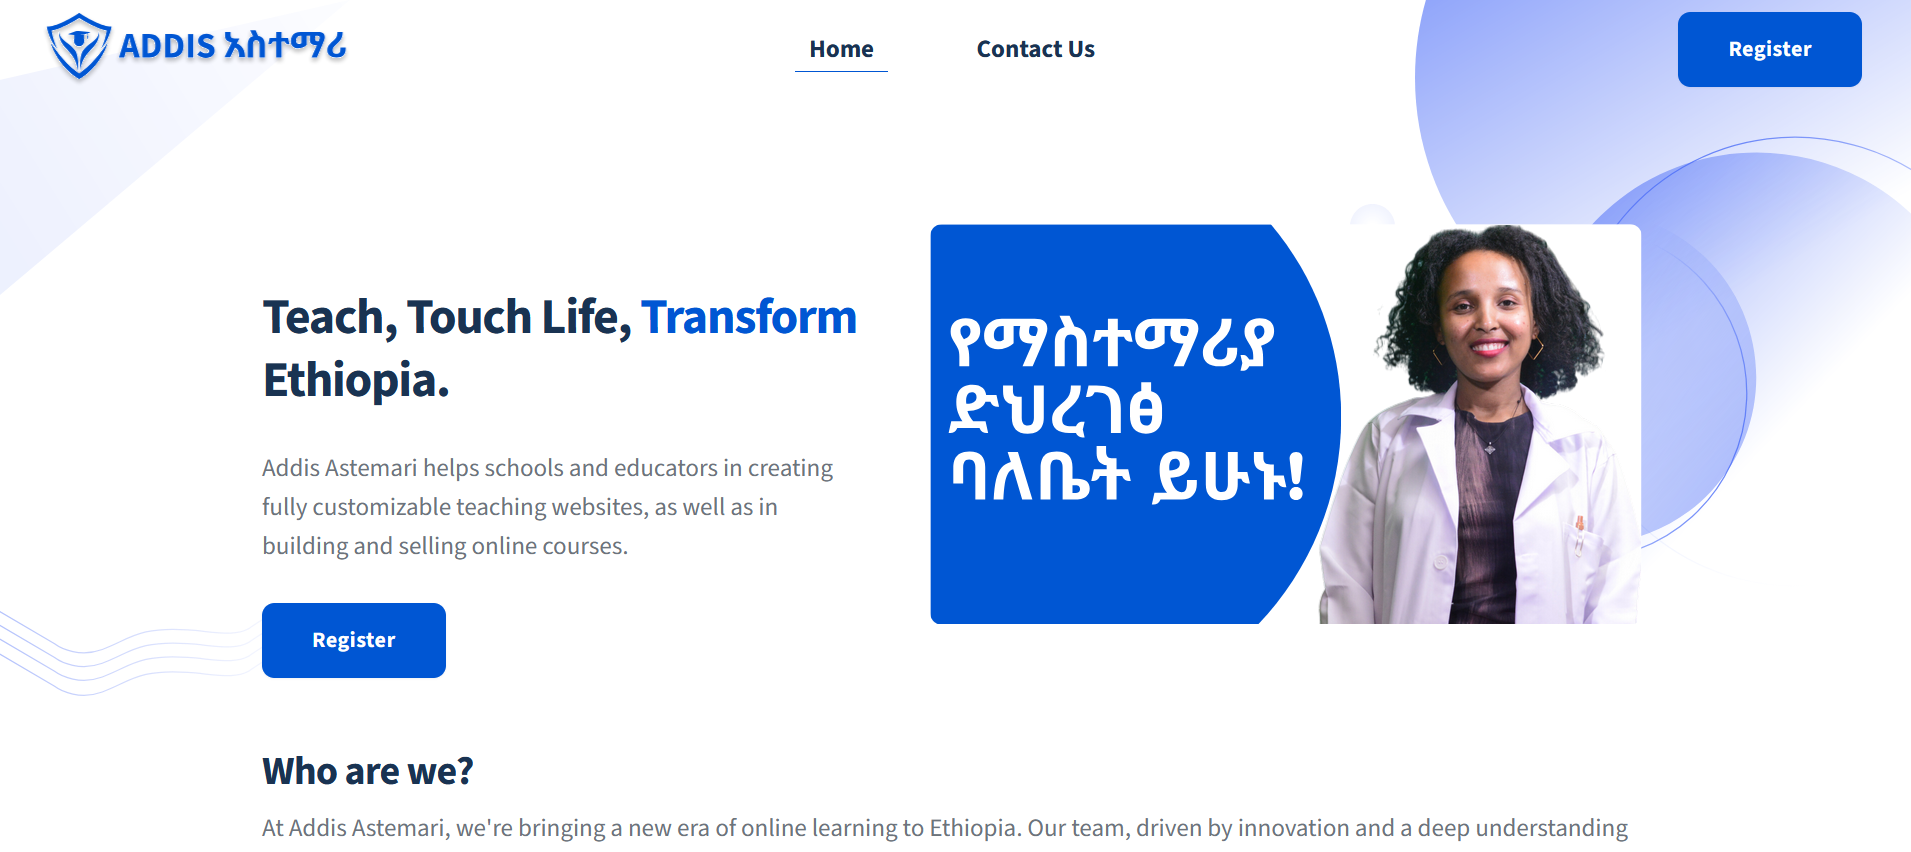 ADDIS አስተማሪ
Home
Contact Us
Register
Teach, Touch Life, Transform
Ethiopia.
Addis Astemari helps schools and educators in creating
fully customizable teaching websites, as well as in
building and selling online courses.
Register
የማስተማሪያ
ድህረገፅ
ባለቤት ይሁኑ!
Who are we?
At Addis Astemari, we're bringing a new era of online learning to Ethiopia. Our team, driven by innovation and a deep understanding